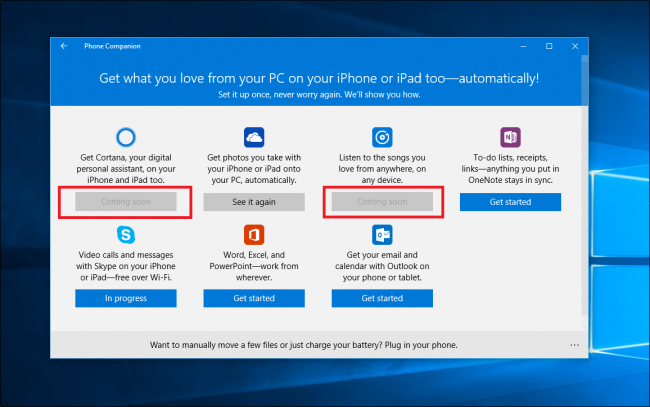 Phone Companion
Get what you love from your PC on your iPhone or iPad too—automatically!
Set it up once, never worry again. We'll show you how.
Get Cortana, your digital
personal assistant, on your
iPhone and iPad too.
Coming soon
Get photos you take with
your iPhone or iPad onto
your PC, automatically.
See it again
Listen to the songs you
love from anywhere, on
any device.
Coming soon
To-do lists, receipts,
links—anything you put in
OneNote stays in sync.
Get started
Video calls and messages
with Skype on your iPhone
or iPad—free over Wi-Fi.
In progress
Word, Excel, and
PowerPoint—work from
wherever.
Get started
Get your email and
calendar with Outlook on
your phone or tablet.
Get started
Want to manually move a few files or just charge your battery? Plug in your phone.